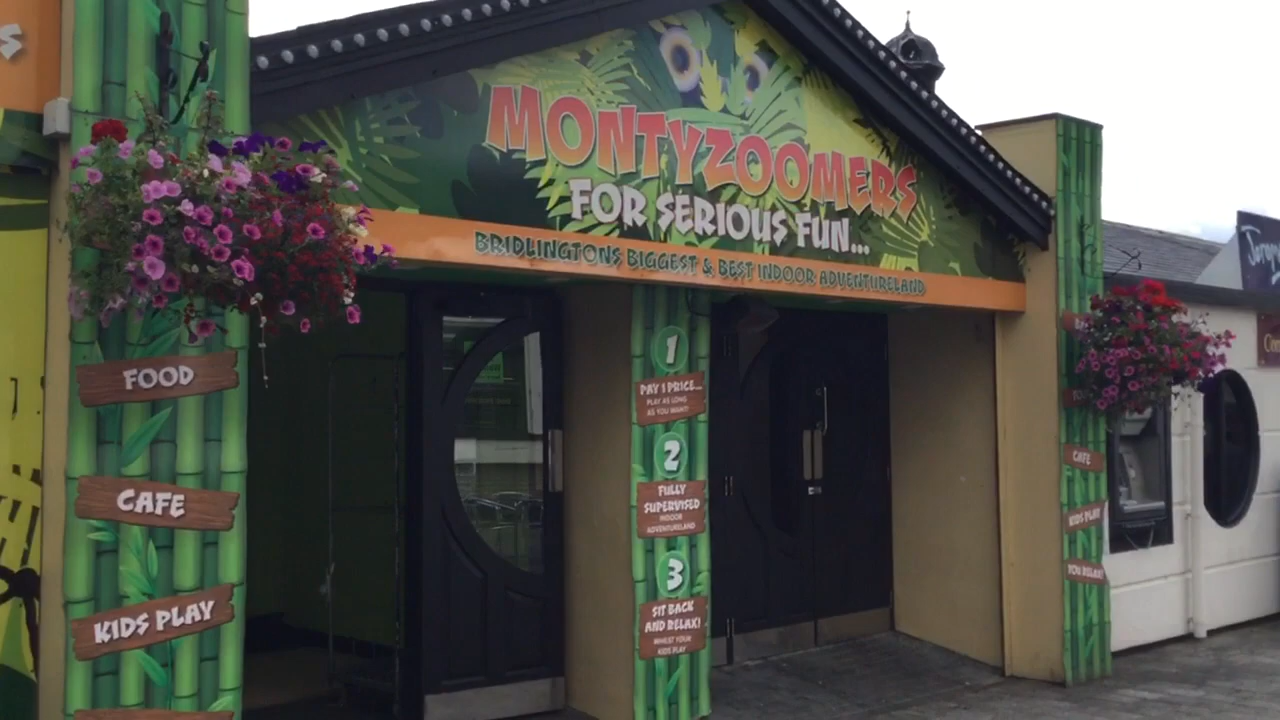 MONTYZOOMERS
FOR SERIOUS FUN...
BRIDLINGTONS BIGGEST & BEST INDOOR ADVENTURELAND
FOOD
CAFE
KIDS PLAY
1
PAY 1 PRICE...
PLAY AS LONG
AS YOU WANT!
2
FULLY
SUPERVISED
INDOOR
ADVENTURELAND
3
SIT BACK
AND RELAX!
WHILST YOUR
KIDS PLAY
CAFE
KIDS PLAY
YOU RELAX!